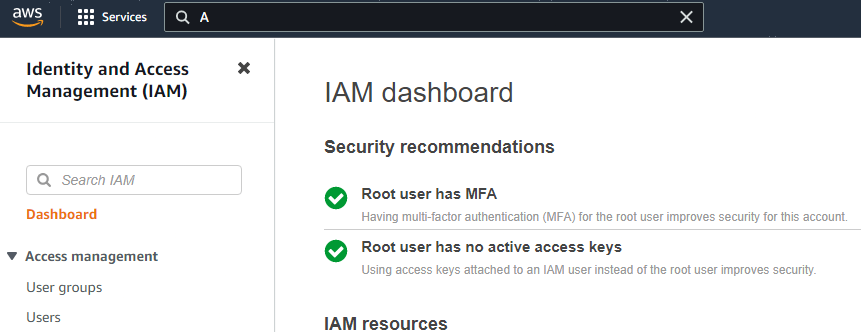 aws
Services
A
Identity and Access
Management (IAM)
Search IAM
Dashboard
Access management
User groups
Users
IAM dashboard
Security recommendations
Root user has MFA
Having multi-factor authentication (MFA) for the root user improves security for this account.
Root user has no active access keys
Using access keys attached to an IAM user instead of the root user improves security.
IAM resources